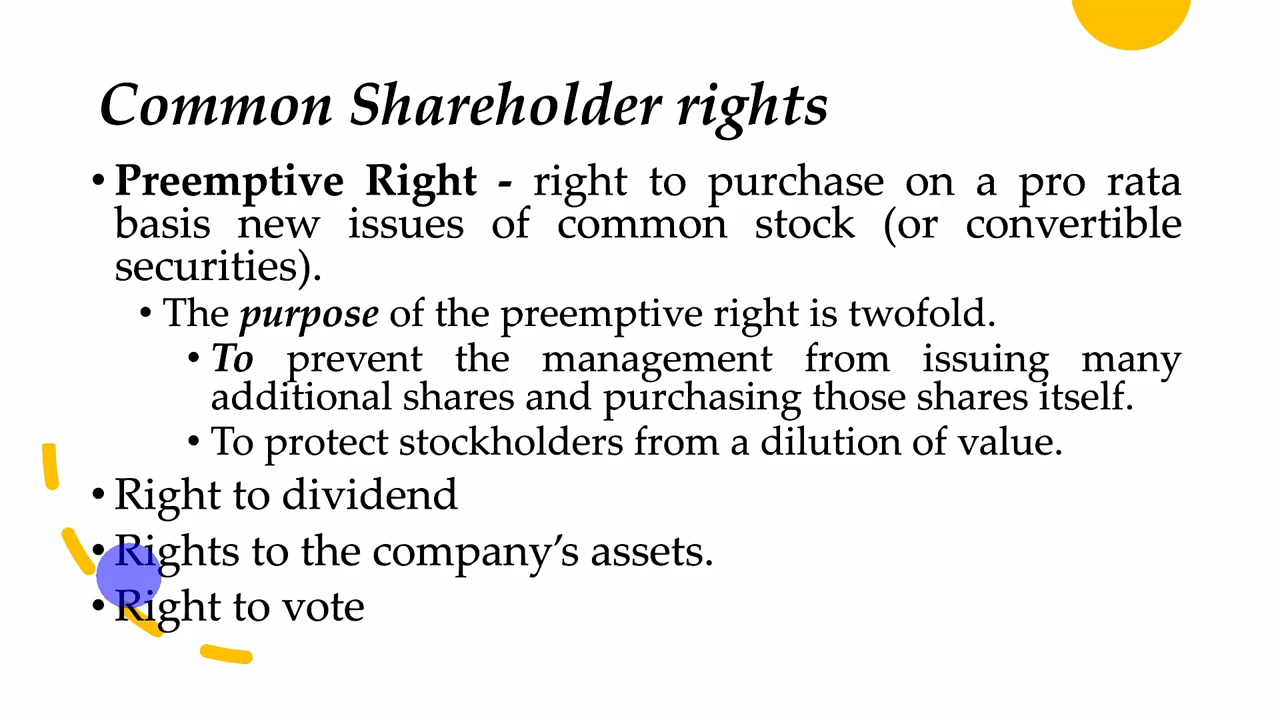 Common Shareholder rights
• Preemptive Right - right to purchase on a pro rata
basis new issues of common stock (or convertible
securities).
• The purpose of the preemptive right is twofold.
• To prevent the management from issuing many
additional shares and purchasing those shares itself.
• To protect stockholders from a dilution of value.
• Right to dividend
• Rights to the company’s assets.
• Right to vote